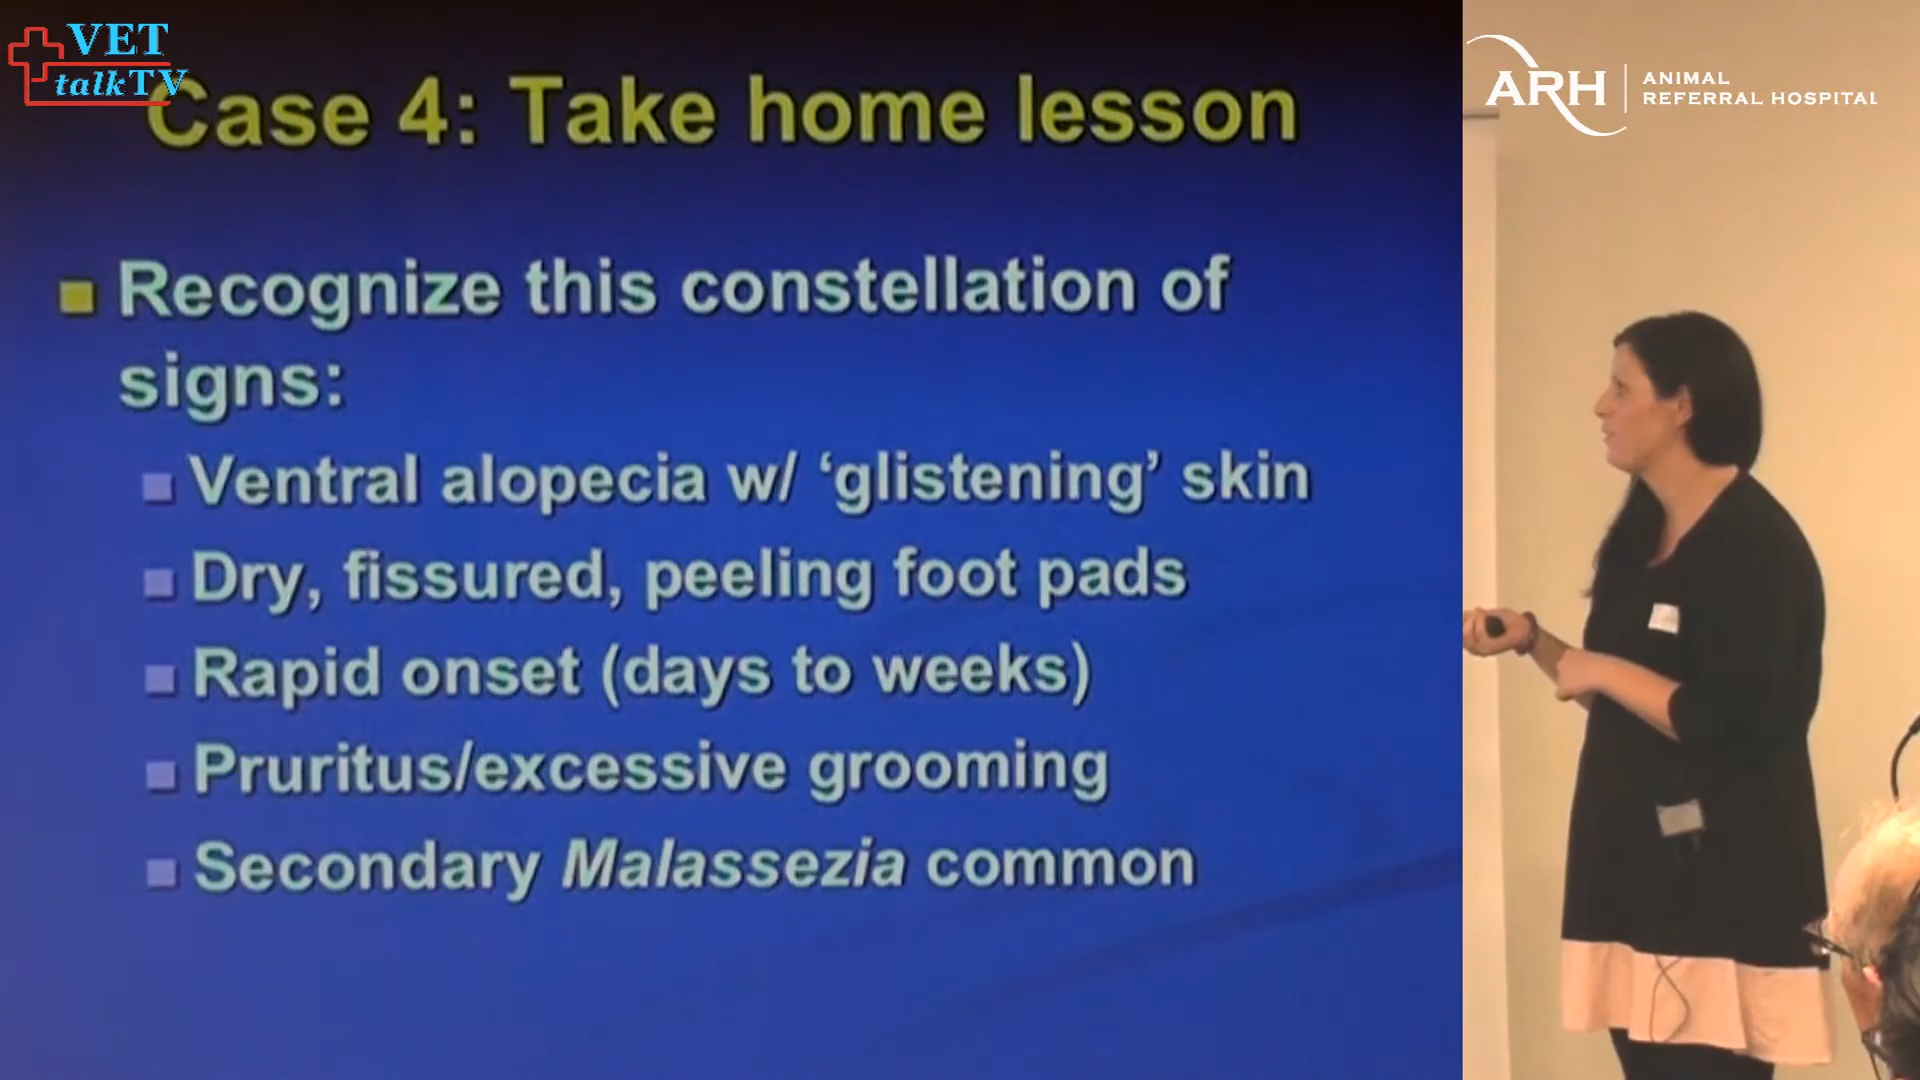 VET
talkTV
ARH
ANIMAL
REFERRAL HOSPITAL
Case 4: Take home lesson
Recognize this constellation of
signs:
Ventral alopecia w/ ‘glistening’ skin
Dry, fissured, peeling foot pads
Rapid onset (days to weeks)
Pruritus/excessive grooming
Secondary Malassezia common